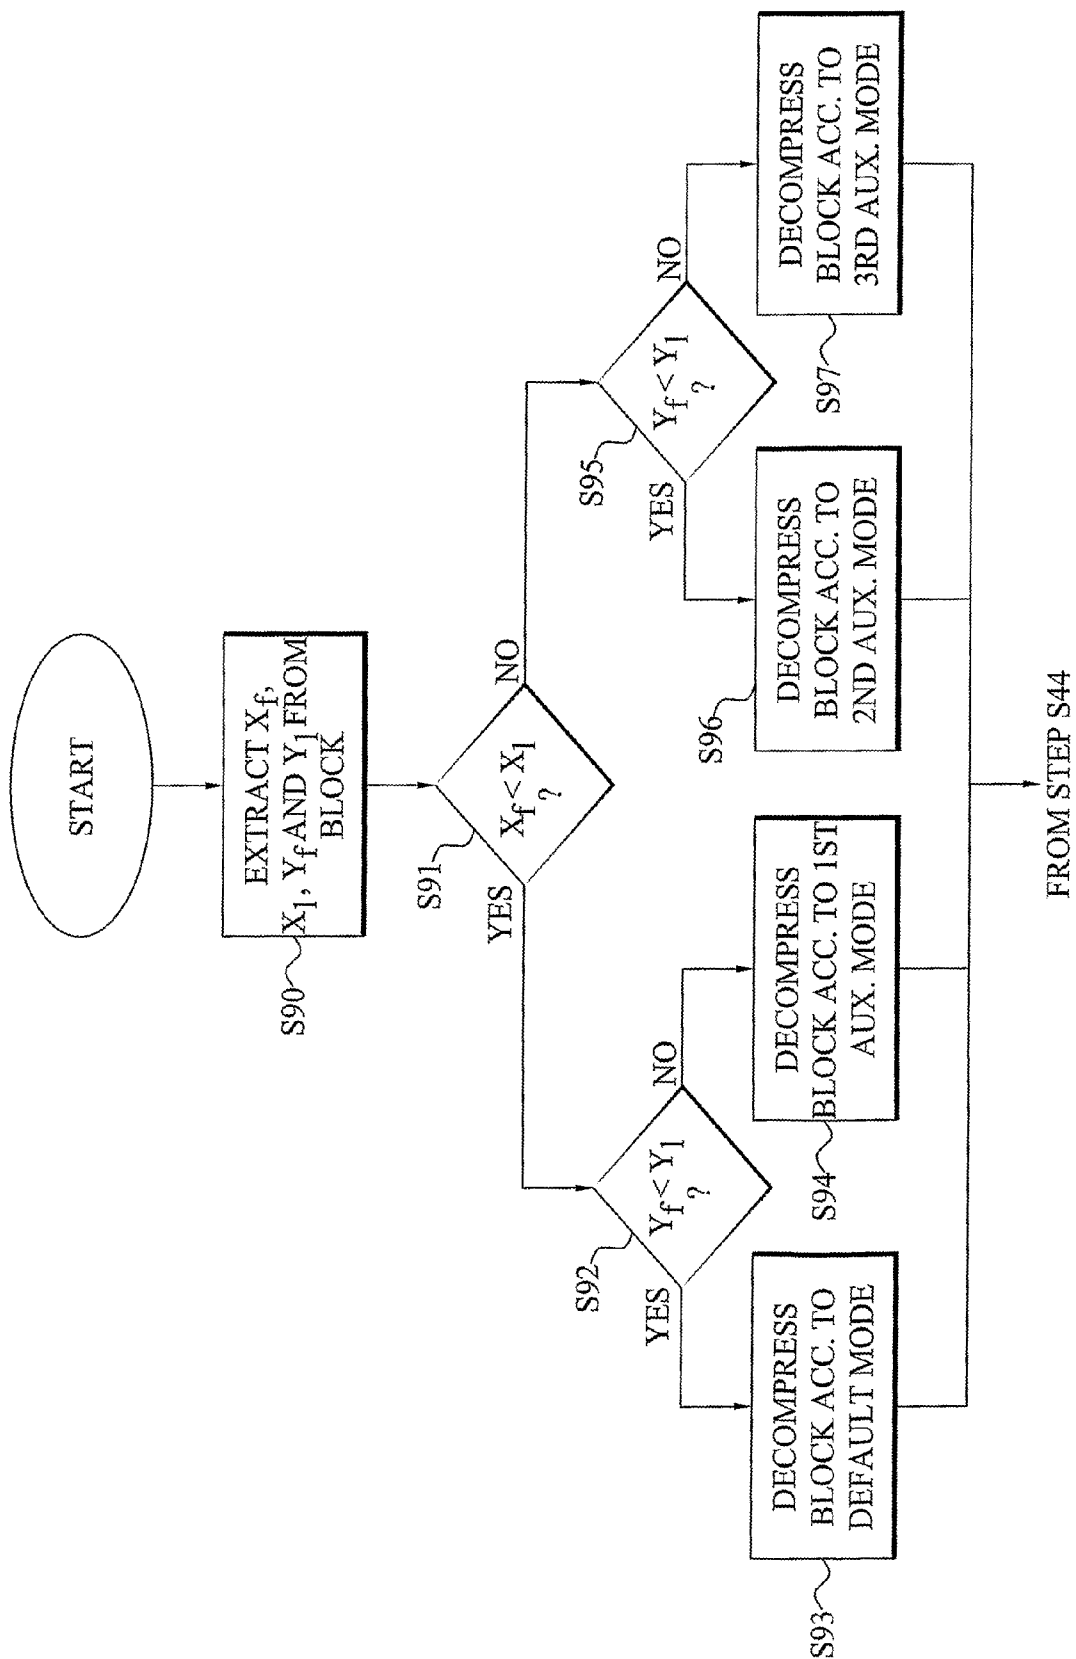 START
EXTRACT Xf,
X1, Yf AND Y1 FROM
BLOCK
S90
Xf < X1
?
S91
YES
NO
Yf < Y1
?
S92
YES
NO
Yf < Y1
?
S95
YES
NO
DECOMPRESS
BLOCK ACC. TO
DEFAULT MODE
S93
DECOMPRESS
BLOCK ACC. TO 1ST
AUX. MODE
S94
DECOMPRESS
BLOCK ACC. TO
2ND AUX. MODE
S96
DECOMPRESS
BLOCK ACC. TO
3RD AUX. MODE
S97
FROM STEP S44